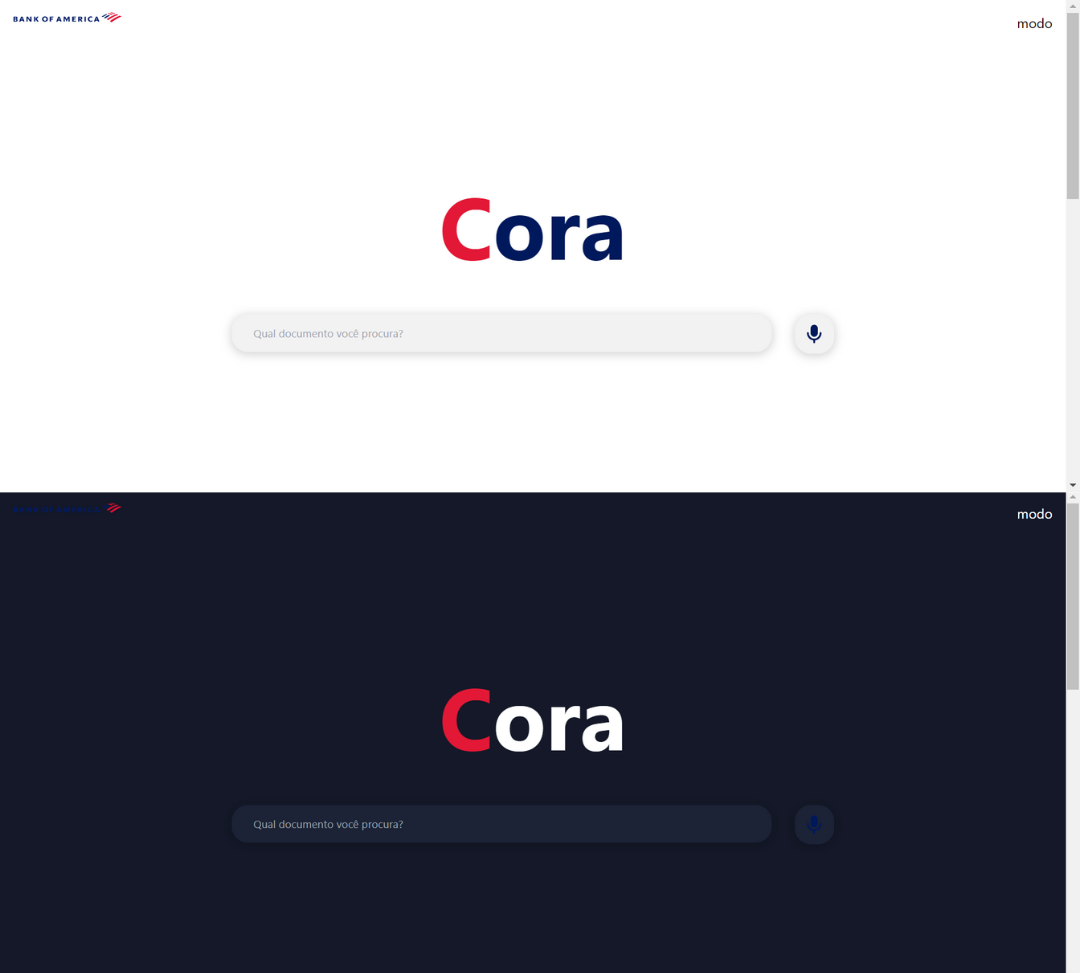 BANK OF AMERICA
modo
Cora
Qual documento você procura?
BANK OF AMERICA
modo
Cora
Qual documento você procura?